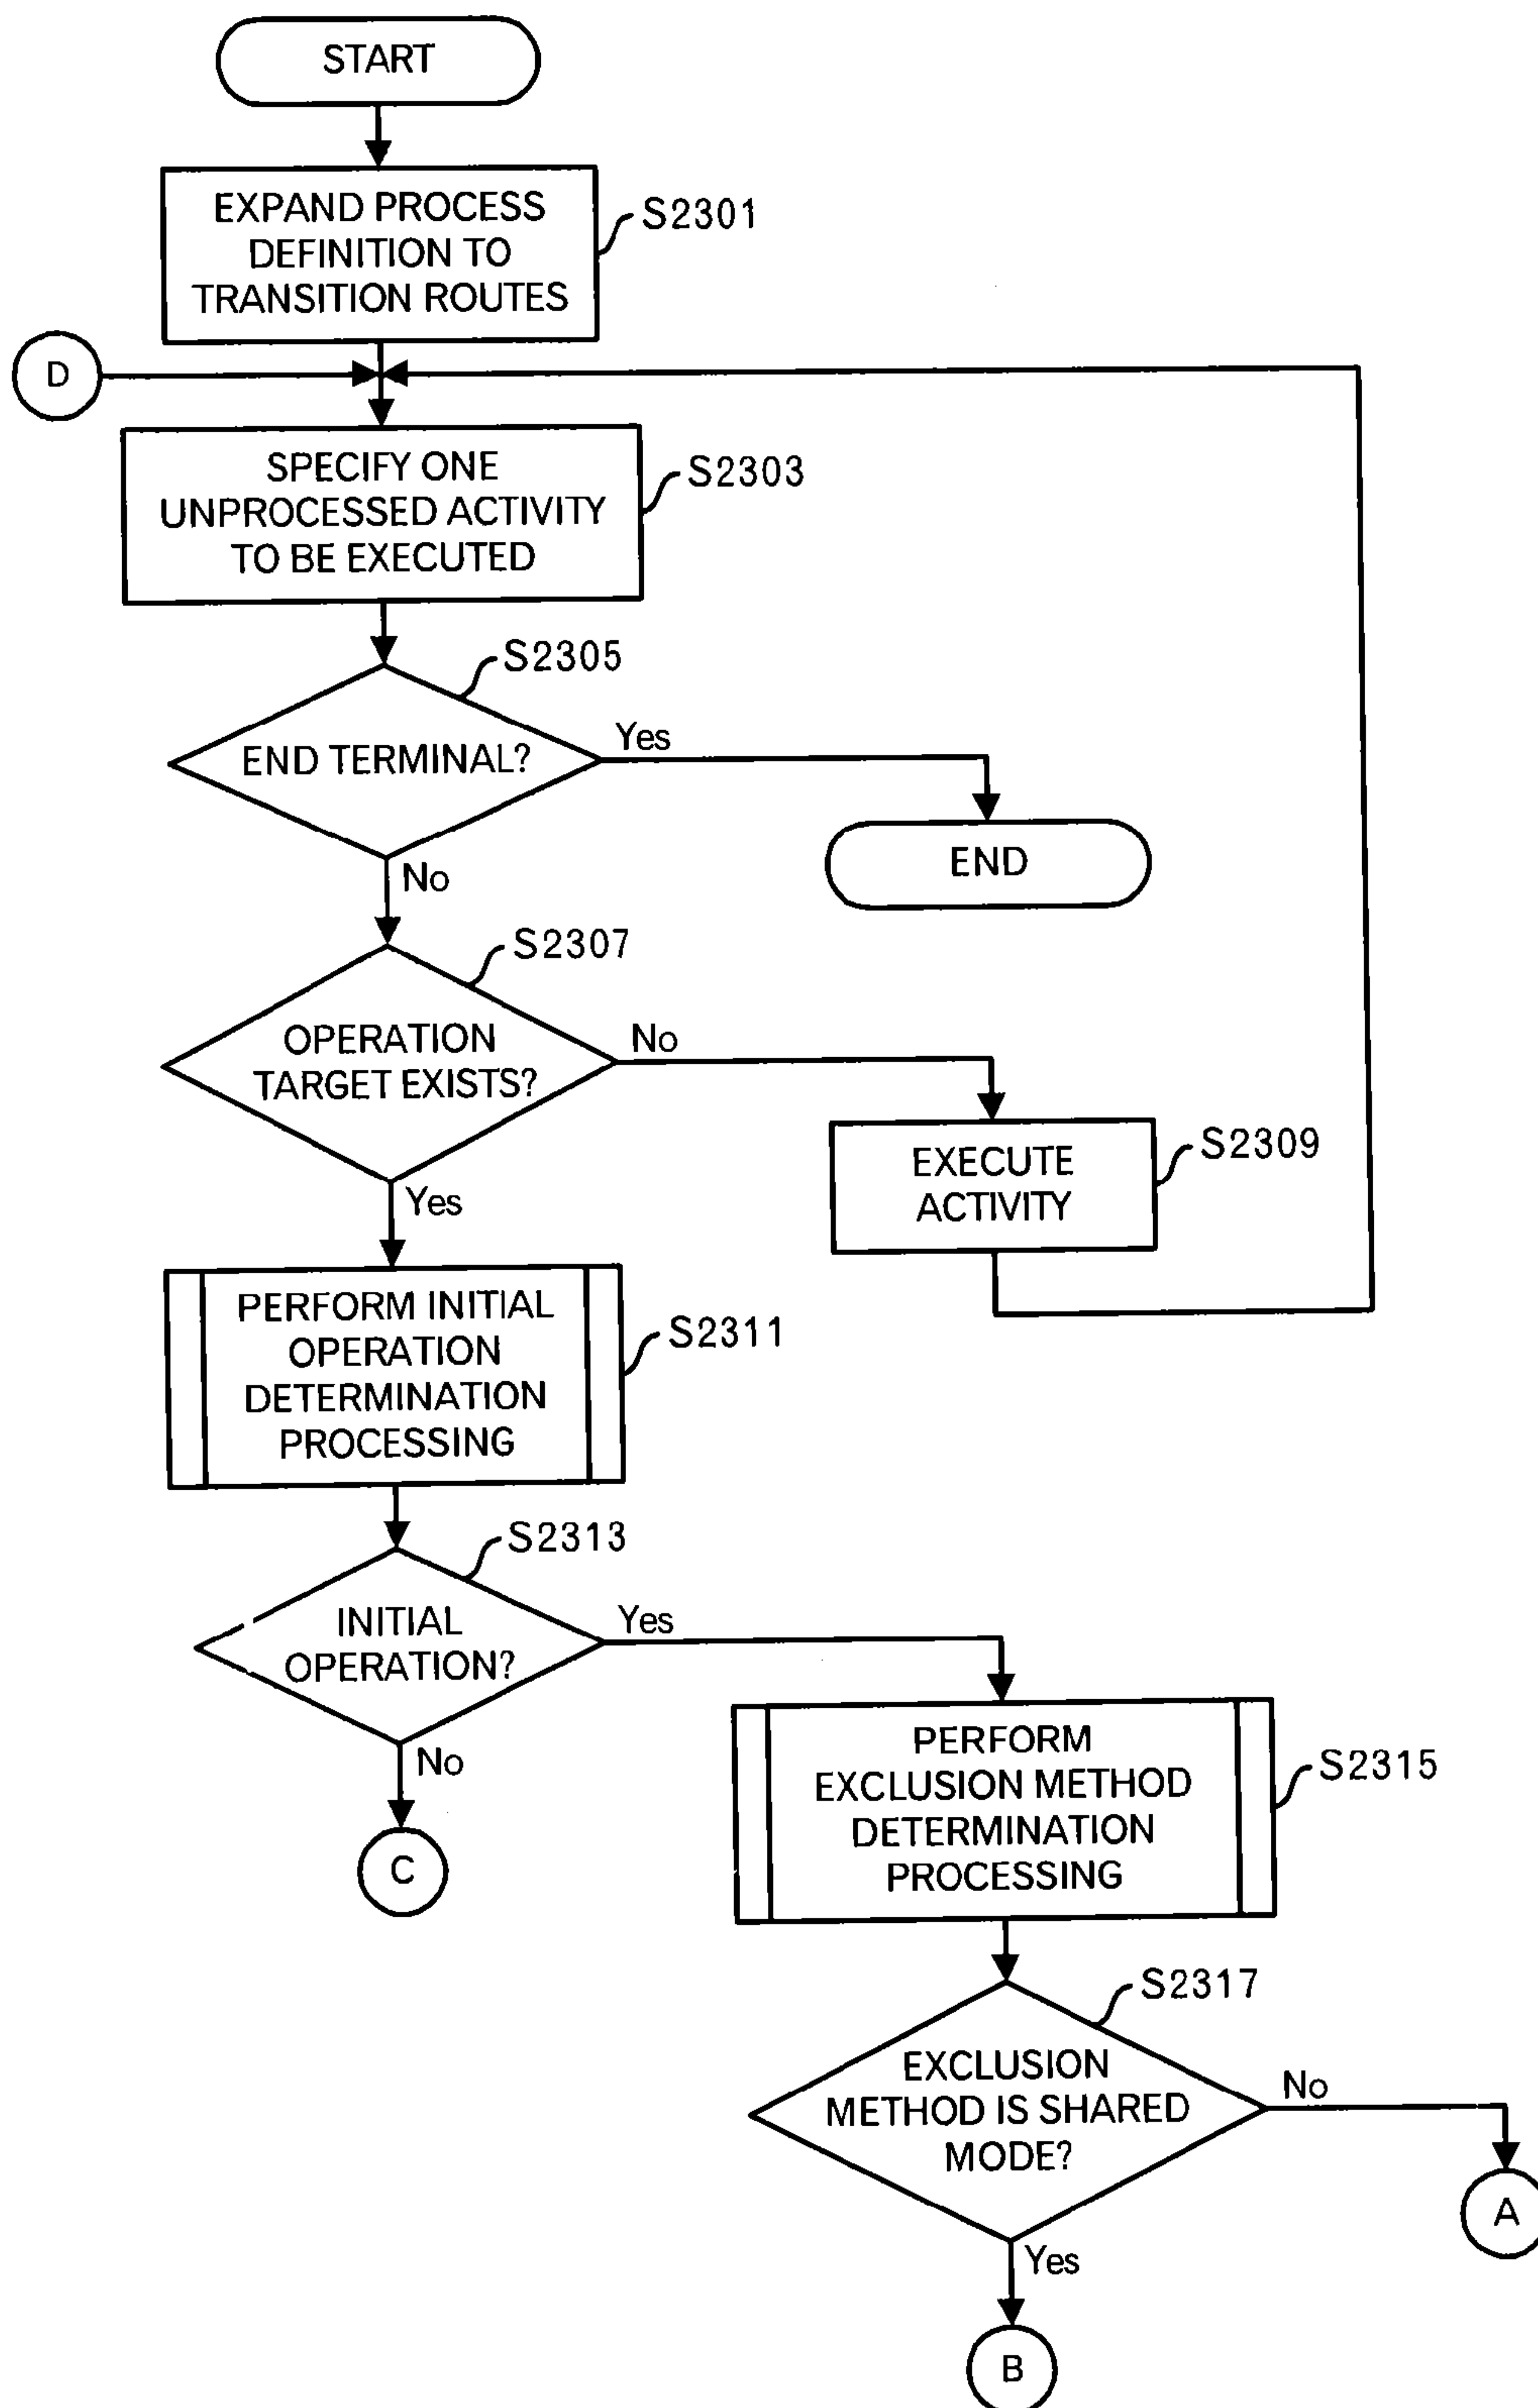 START
EXPAND PROCESS
DEFINITION TO
TRANSITION ROUTES
S2301
D
SPECIFY ONE
UNPROCESSED ACTIVITY
TO BE EXECUTED
S2303
S2305
END TERMINAL?
Yes
END
No
S2307
OPERATION
TARGET EXISTS?
No
EXECUTE
ACTIVITY
S2309
Yes
PERFORM INITIAL
OPERATION
DETERMINATION
PROCESSING
S2311
S2313
INITIAL
OPERATION?
Yes
No
C
PERFORM
EXCLUSION METHOD
DETERMINATION
PROCESSING
S2315
S2317
EXCLUSION
METHOD IS SHARED
MODE?
No
A
Yes
B